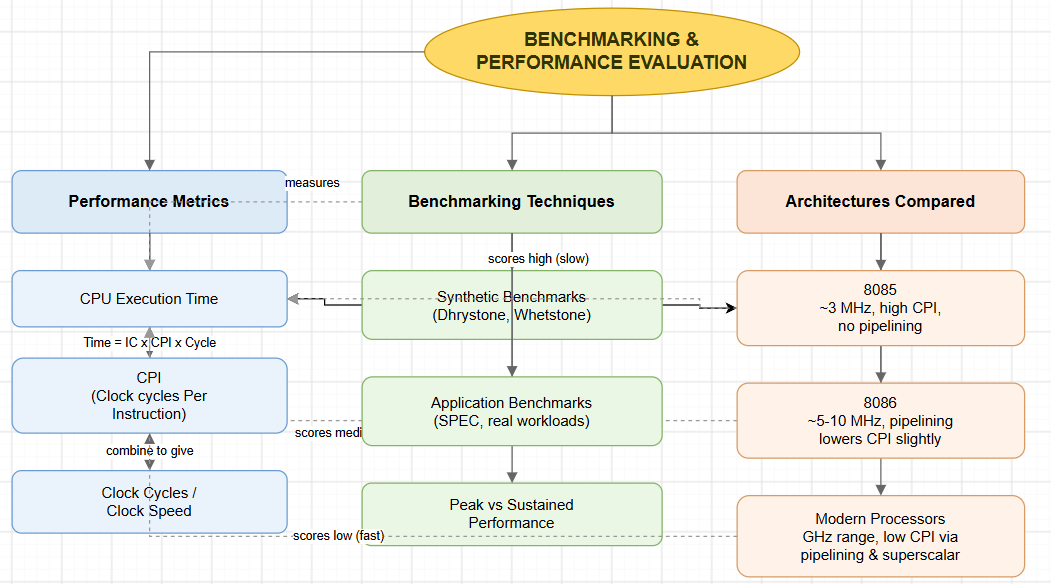 BENCHMARKING &
PERFORMANCE EVALUATION
measures
Performance Metrics
Benchmarking Techniques
Architectures Compared
scores high (slow)
CPU Execution Time
Synthetic Benchmarks
(Dhrystone, Whetstone)
8085
~3 MHz, high CPI,
no pipelining
Time = IC x CPI x Cycle
CPI
(Clock cycles Per
Instruction)
Application Benchmarks
(SPEC, real workloads)
8086
~5-10 MHz, pipelining
lowers CPI slightly
scores medi
combine to give
Clock Cycles /
Clock Speed
Peak vs Sustained
Performance
Modern Processors
GHz range, low CPI via
pipelining & superscalar
scores low (fast)